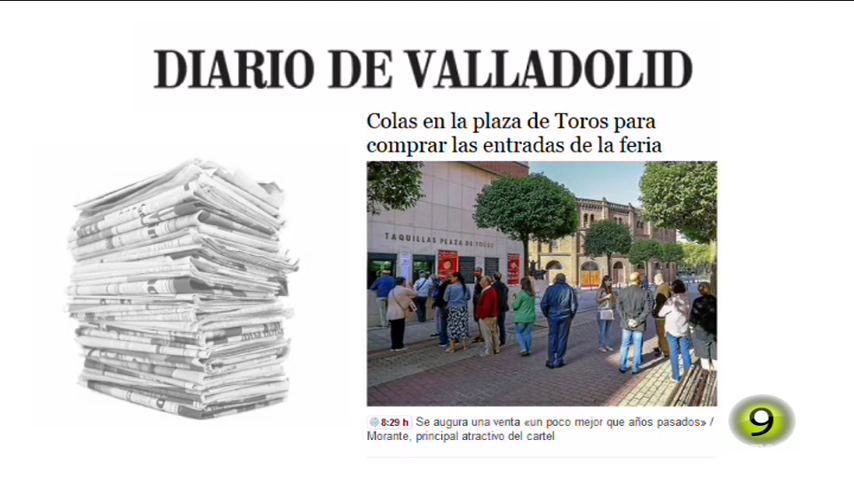 DIARIO DE VALLADOLID
Colas en la plaza de Toros para
comprar las entradas de la feria
TAQUILLAS PLAZA DE TOROS
8:29 h Se augura una venta «un poco mejor que años pasados» /
Morante, principal atractivo del cartel
9